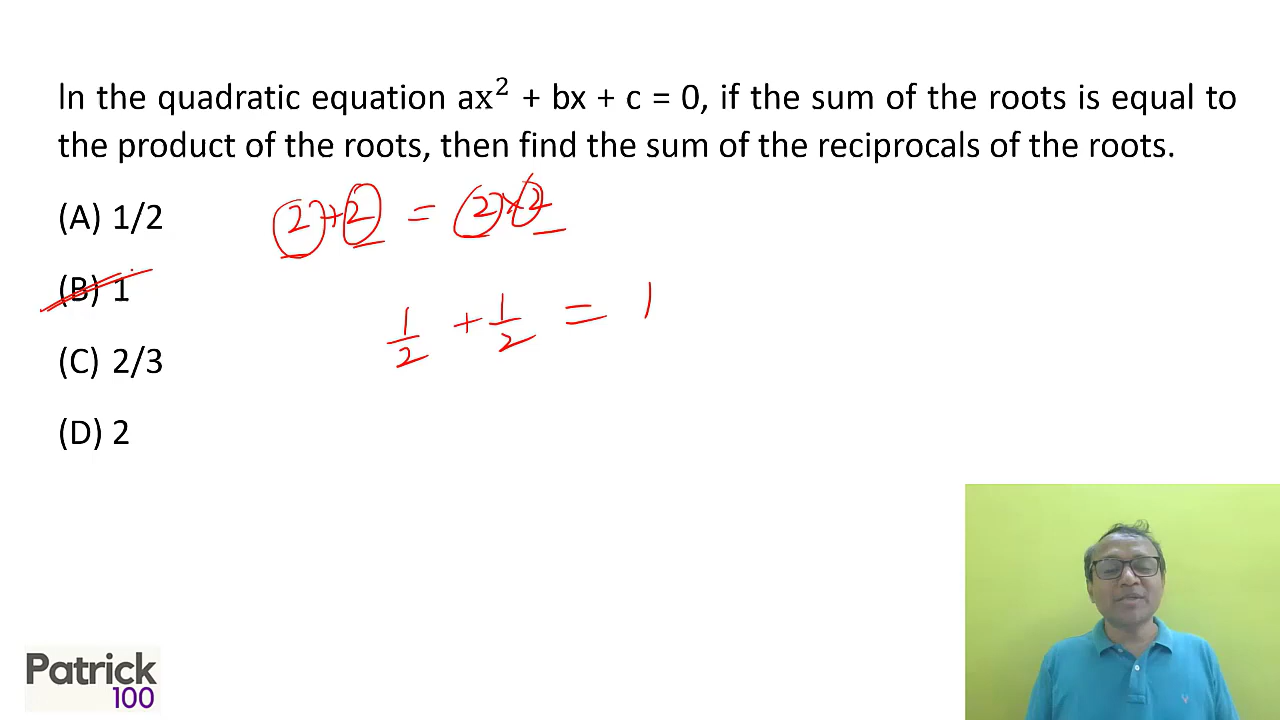 In the quadratic equation ax² + bx + c = 0, if the sum of the roots is equal to
the product of the roots, then find the sum of the reciprocals of the roots.
(A) 1/2
2+2 = 2×2
(B) 1
1/2 + 1/2 = 1
(C) 2/3
(D) 2
Patrick
100